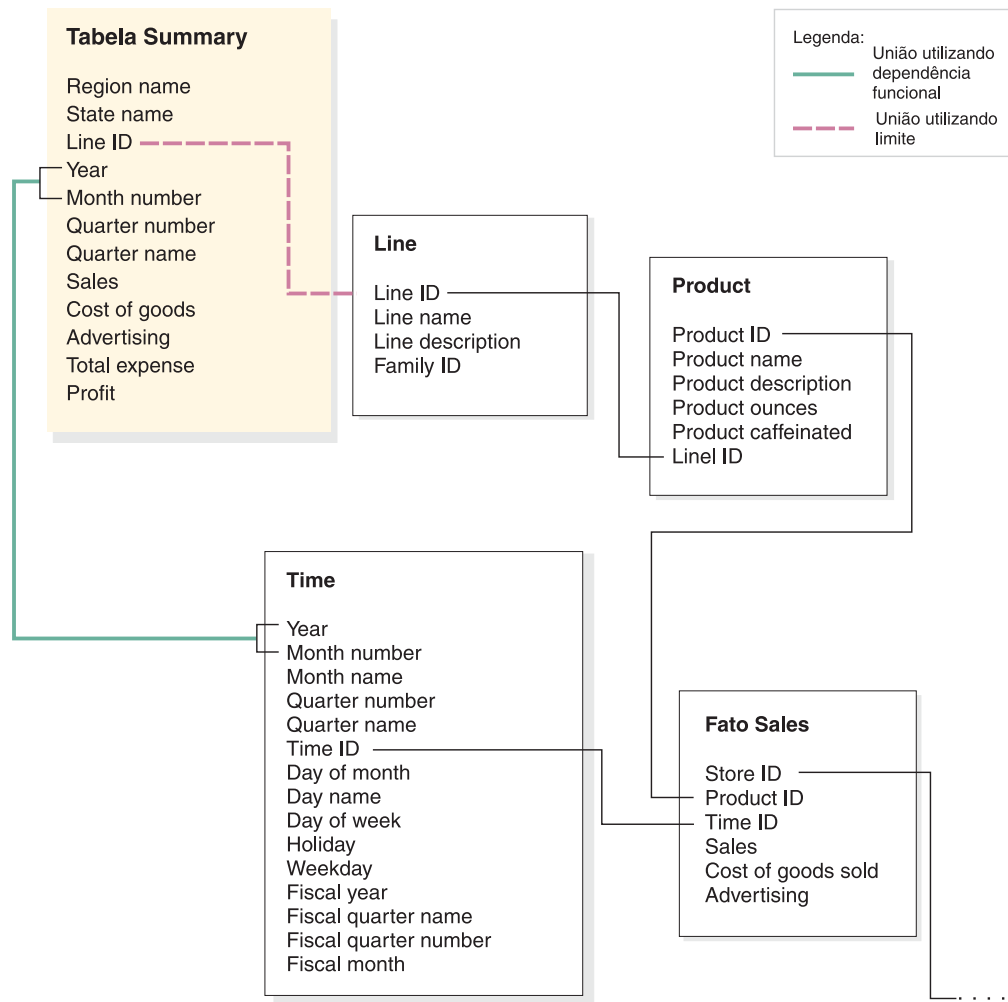 Tabela Summary
Region name
State name
Line ID
Year
Month number
Quarter number
Quarter name
Sales
Cost of goods
Advertising
Total expense
Profit
Legenda:
União utilizando
dependência
funcional
União utilizando
limite
Line
Line ID
Line name
Line description
Family ID
Product
Product ID
Product name
Product description
Product ounces
Product caffeinated
Linel ID
Time
Year
Month number
Month name
Quarter number
Quarter name
Time ID
Day of month
Day name
Day of week
Holiday
Weekday
Fiscal year
Fiscal quarter name
Fiscal quarter number
Fiscal month
Fato Sales
Store ID
Product ID
Time ID
Sales
Cost of goods sold
Advertising